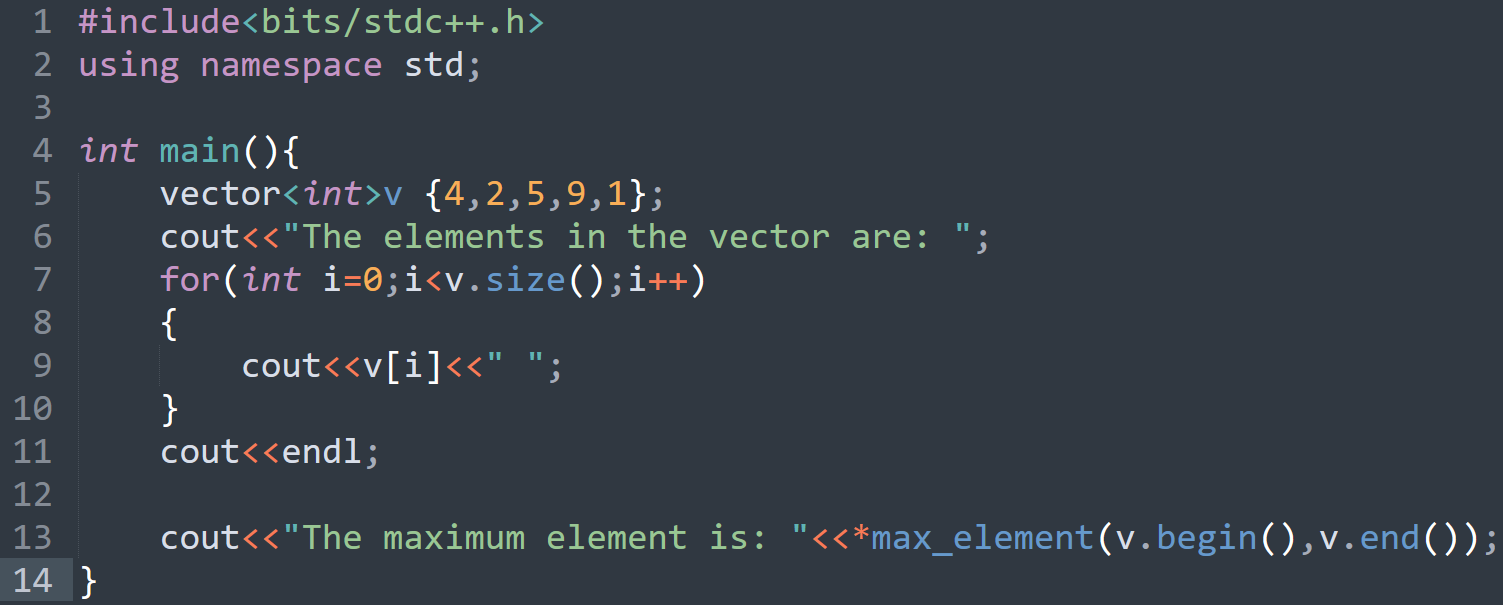 1 #include<bits/stdc++.h>
2 using namespace std;
3
4 int main(){
5     vector<int>v {4,2,5,9,1};
6     cout<<"The elements in the vector are: ";
7     for(int i=0;i<v.size();i++)
8     {
9         cout<<v[i]<<" ";
10     }
11     cout<<endl;
12
13     cout<<"The maximum element is: "<<*max_element(v.begin(),v.end());
14 }